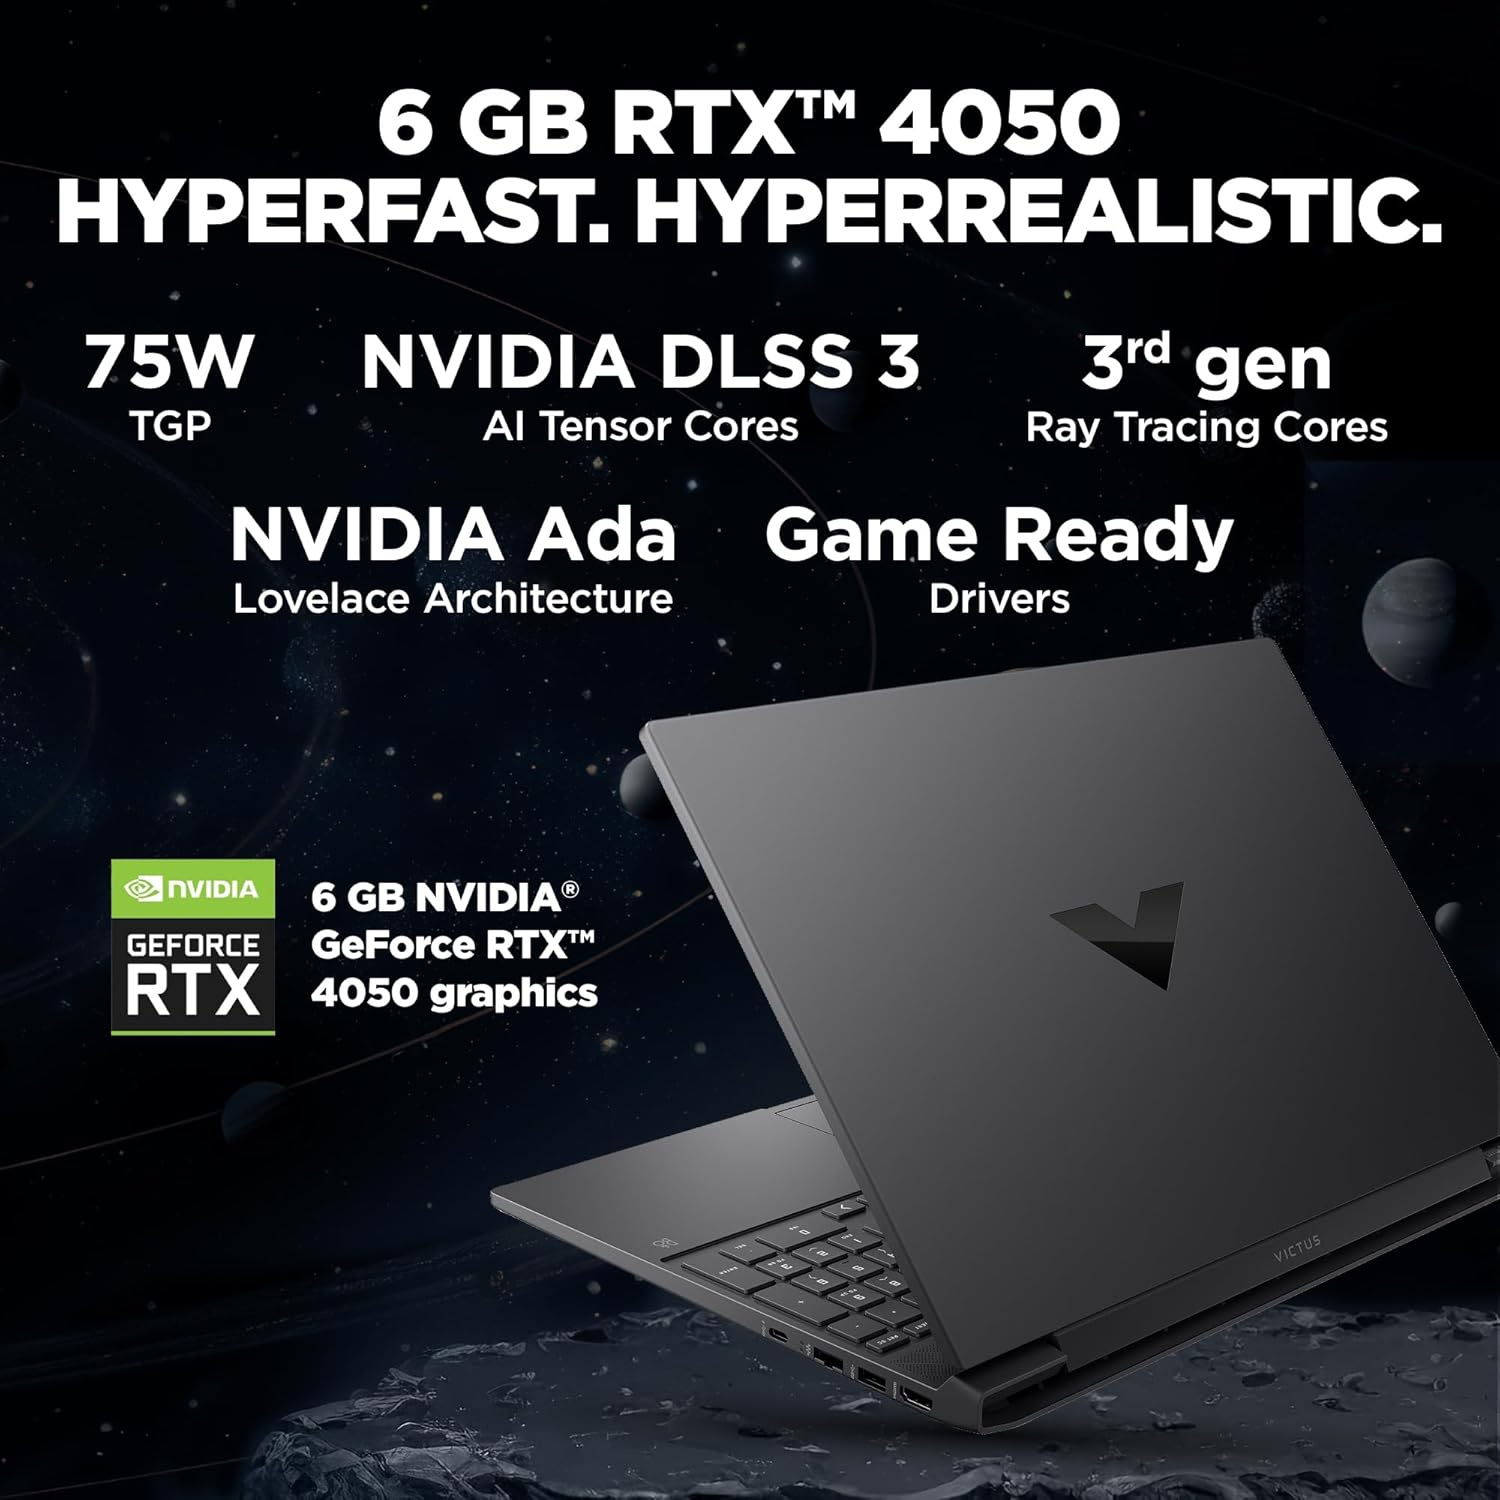 6 GB RTX™ 4050
HYPERFAST. HYPERREALISTIC.
75W
TGP
NVIDIA DLSS 3
AI Tensor Cores
3rd gen
Ray Tracing Cores
NVIDIA Ada
Lovelace Architecture
Game Ready
Drivers
NVIDIA
GEFORCE
RTX
6 GB NVIDIA®
GeForce RTX™
4050 graphics
VICTUS